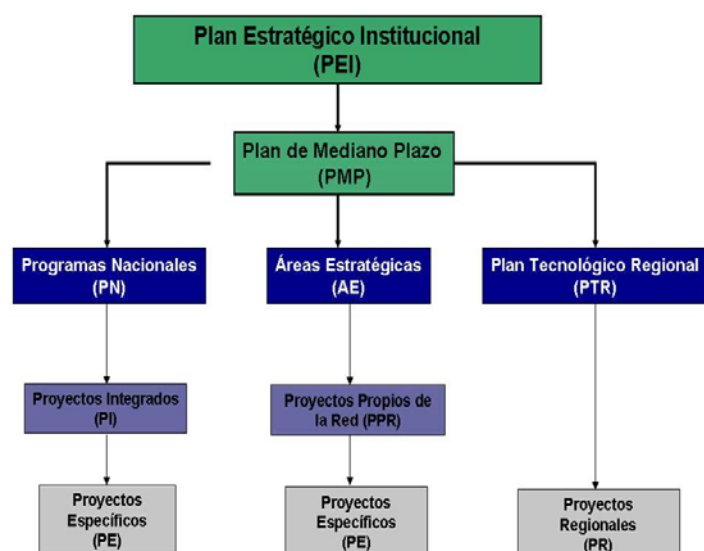 Plan Estratégico Institucional
(PEI)
Plan de Mediano Plazo
(PMP)
Programas Nacionales
(PN)
Áreas Estratégicas
(AE)
Plan Tecnológico Regional
(PTR)
Proyectos Integrados
(PI)
Proyectos Propios de
la Red (PPR)
Proyectos
Específicos
(PE)
Proyectos
Específicos
(PE)
Proyectos
Regionales
(PR)